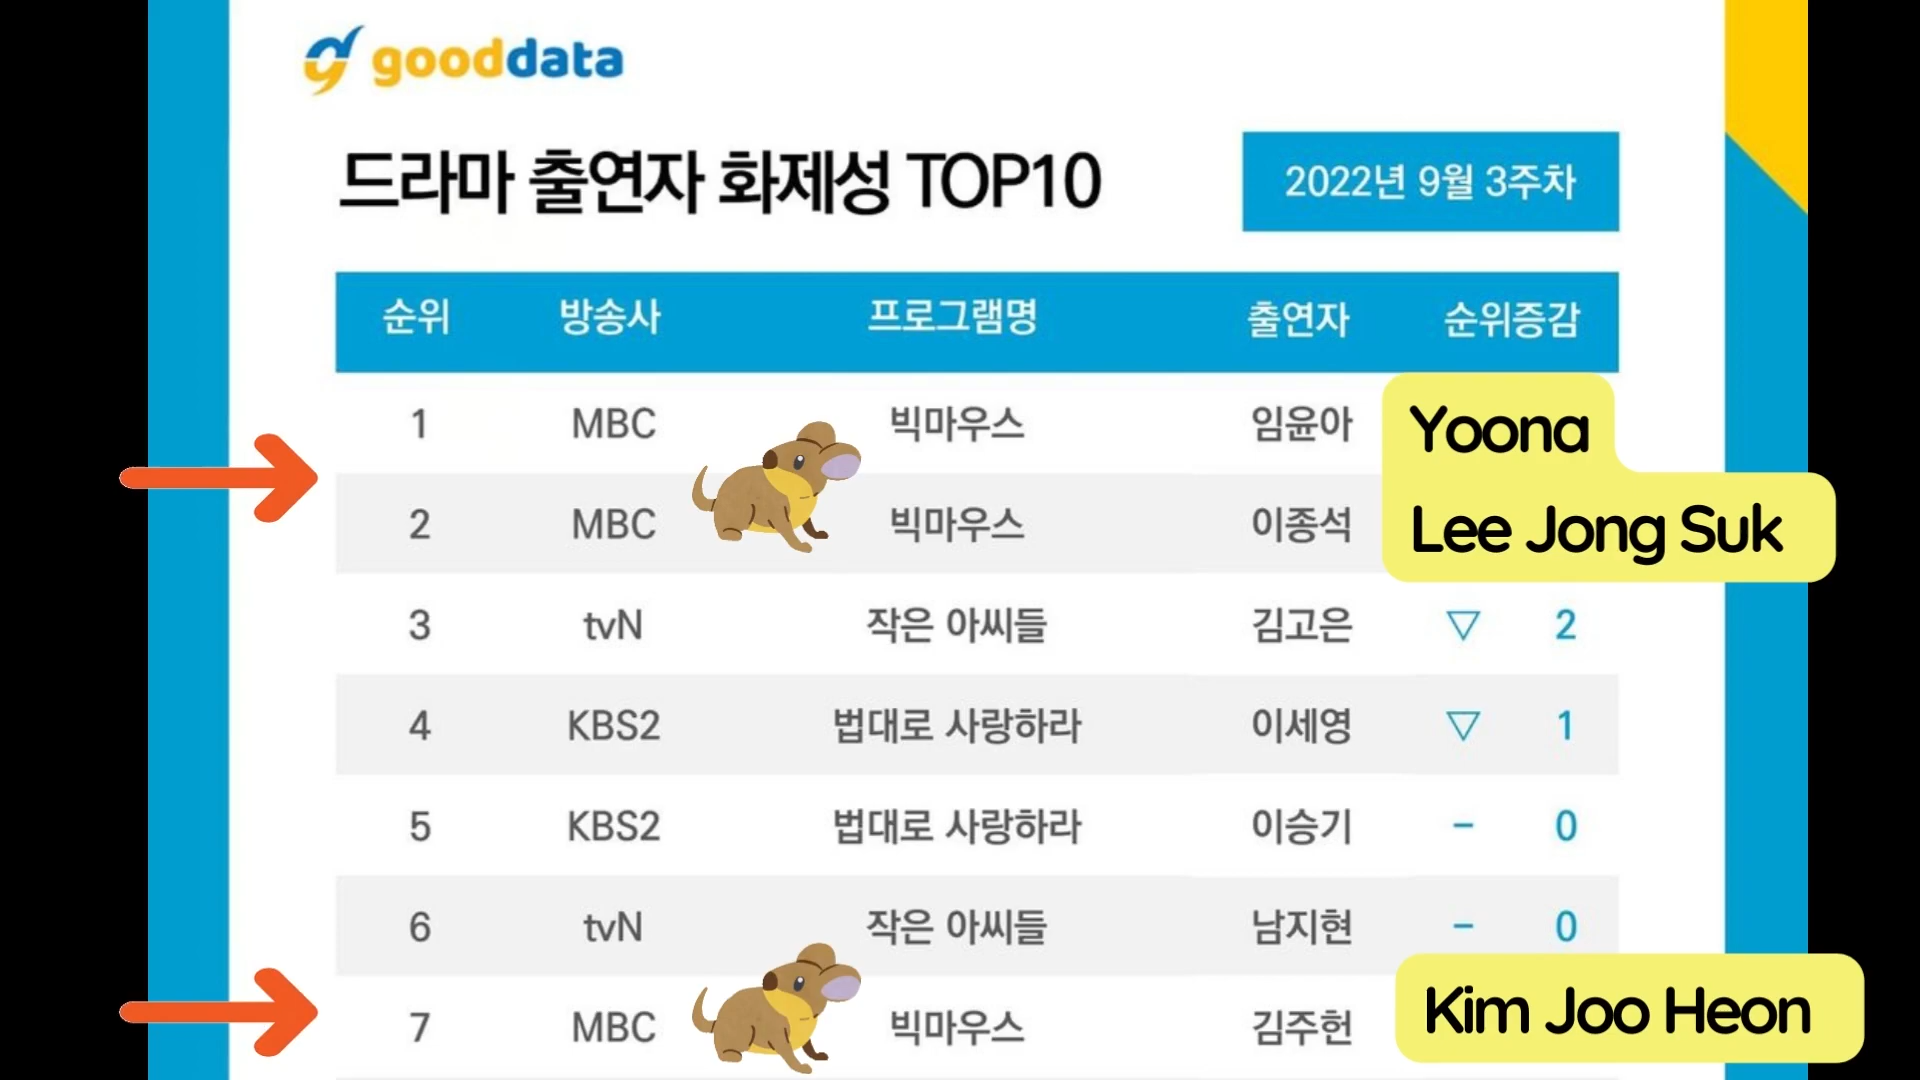 gooddata
드라마 출연자 화제성 TOP10
2022년 9월 3주차
순위 방송사 프로그램명 출연자 순위증감
1 MBC 빅마우스 임윤아 Yoona
2 MBC 빅마우스 이종석 Lee Jong Suk
3 tvN 작은 아씨들 김고은 ▽ 2
4 KBS2 법대로 사랑하라 이세영 ▽ 1
5 KBS2 법대로 사랑하라 이승기 - 0
6 tvN 작은 아씨들 남지현 - 0
7 MBC 빅마우스 김주헌 Kim Joo Heon